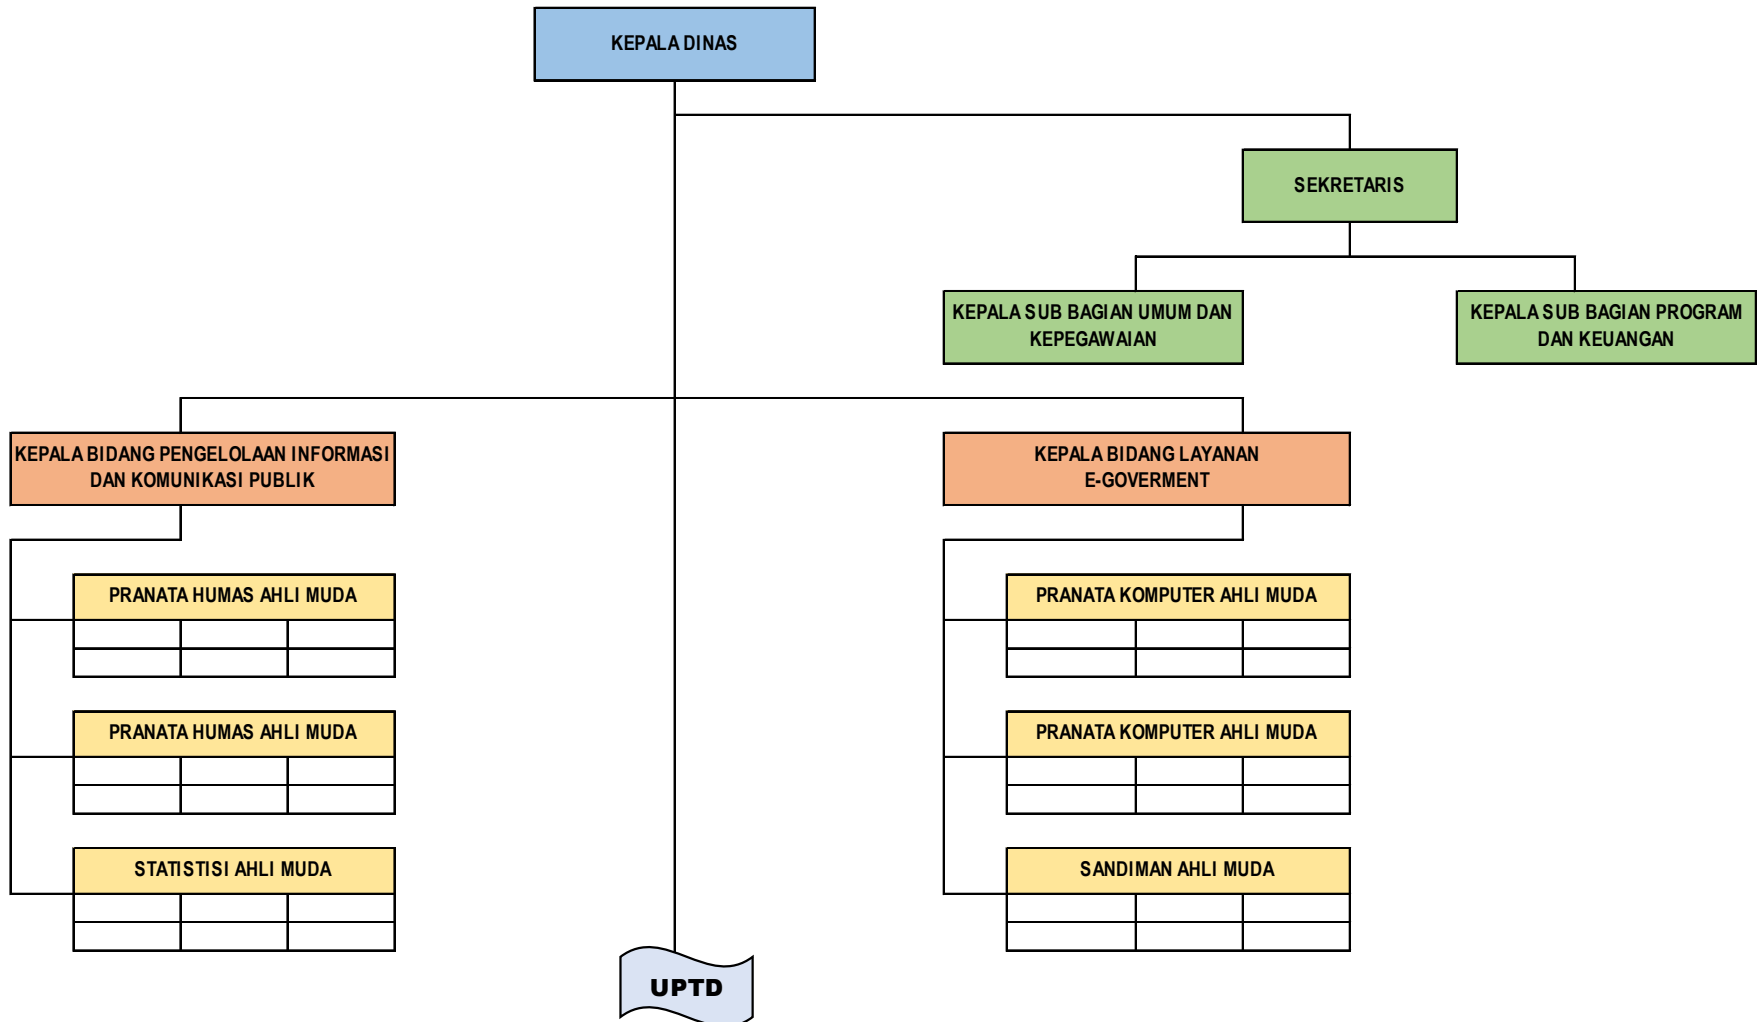 KEPALA DINAS
SEKRETARIS
KEPALA SUB BAGIAN UMUM DAN
KEPEGAWAIAN
KEPALA SUB BAGIAN PROGRAM
DAN KEUANGAN
KEPALA BIDANG PENGELOLAAN INFORMASI
DAN KOMUNIKASI PUBLIK
KEPALA BIDANG LAYANAN
E-GOVERMENT
PRANATA HUMAS AHLI MUDA
PRANATA KOMPUTER AHLI MUDA
PRANATA HUMAS AHLI MUDA
PRANATA KOMPUTER AHLI MUDA
STATISTISI AHLI MUDA
SANDIMAN AHLI MUDA
UPTD